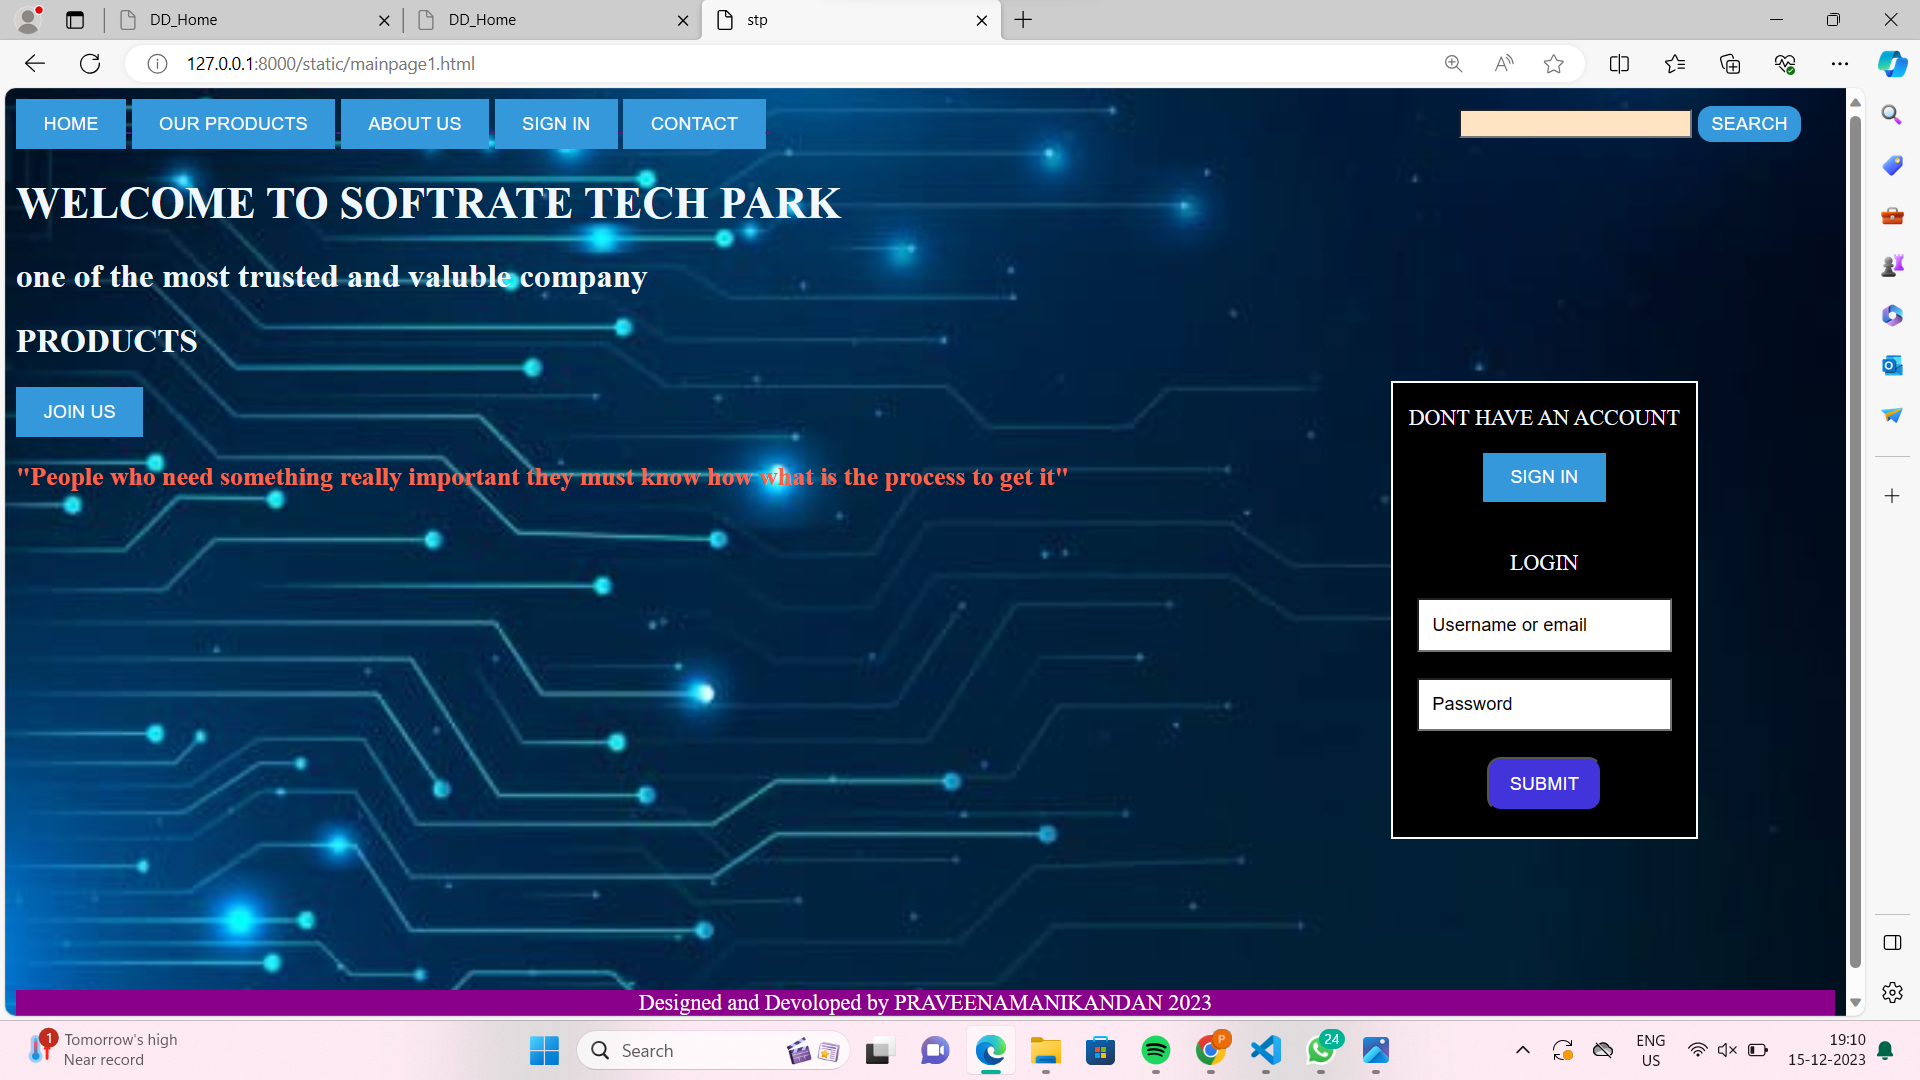 DD_Home
DD_Home
stp
127.0.0.1:8000/static/mainpage1.html
HOME
OUR PRODUCTS
ABOUT US
SIGN IN
CONTACT
SEARCH
WELCOME TO SOFTRATE TECH PARK
one of the most trusted and valuble company
PRODUCTS
JOIN US
"People who need something really important they must know how what is the process to get it"
DONT HAVE AN ACCOUNT
SIGN IN
LOGIN
Username or email
Password
SUBMIT
Designed and Devoloped by PRAVEENAMANIKANDAN 2023
1
Tomorrow's high
Near record
Search
P
24
ENG
US
19:10
15-12-2023